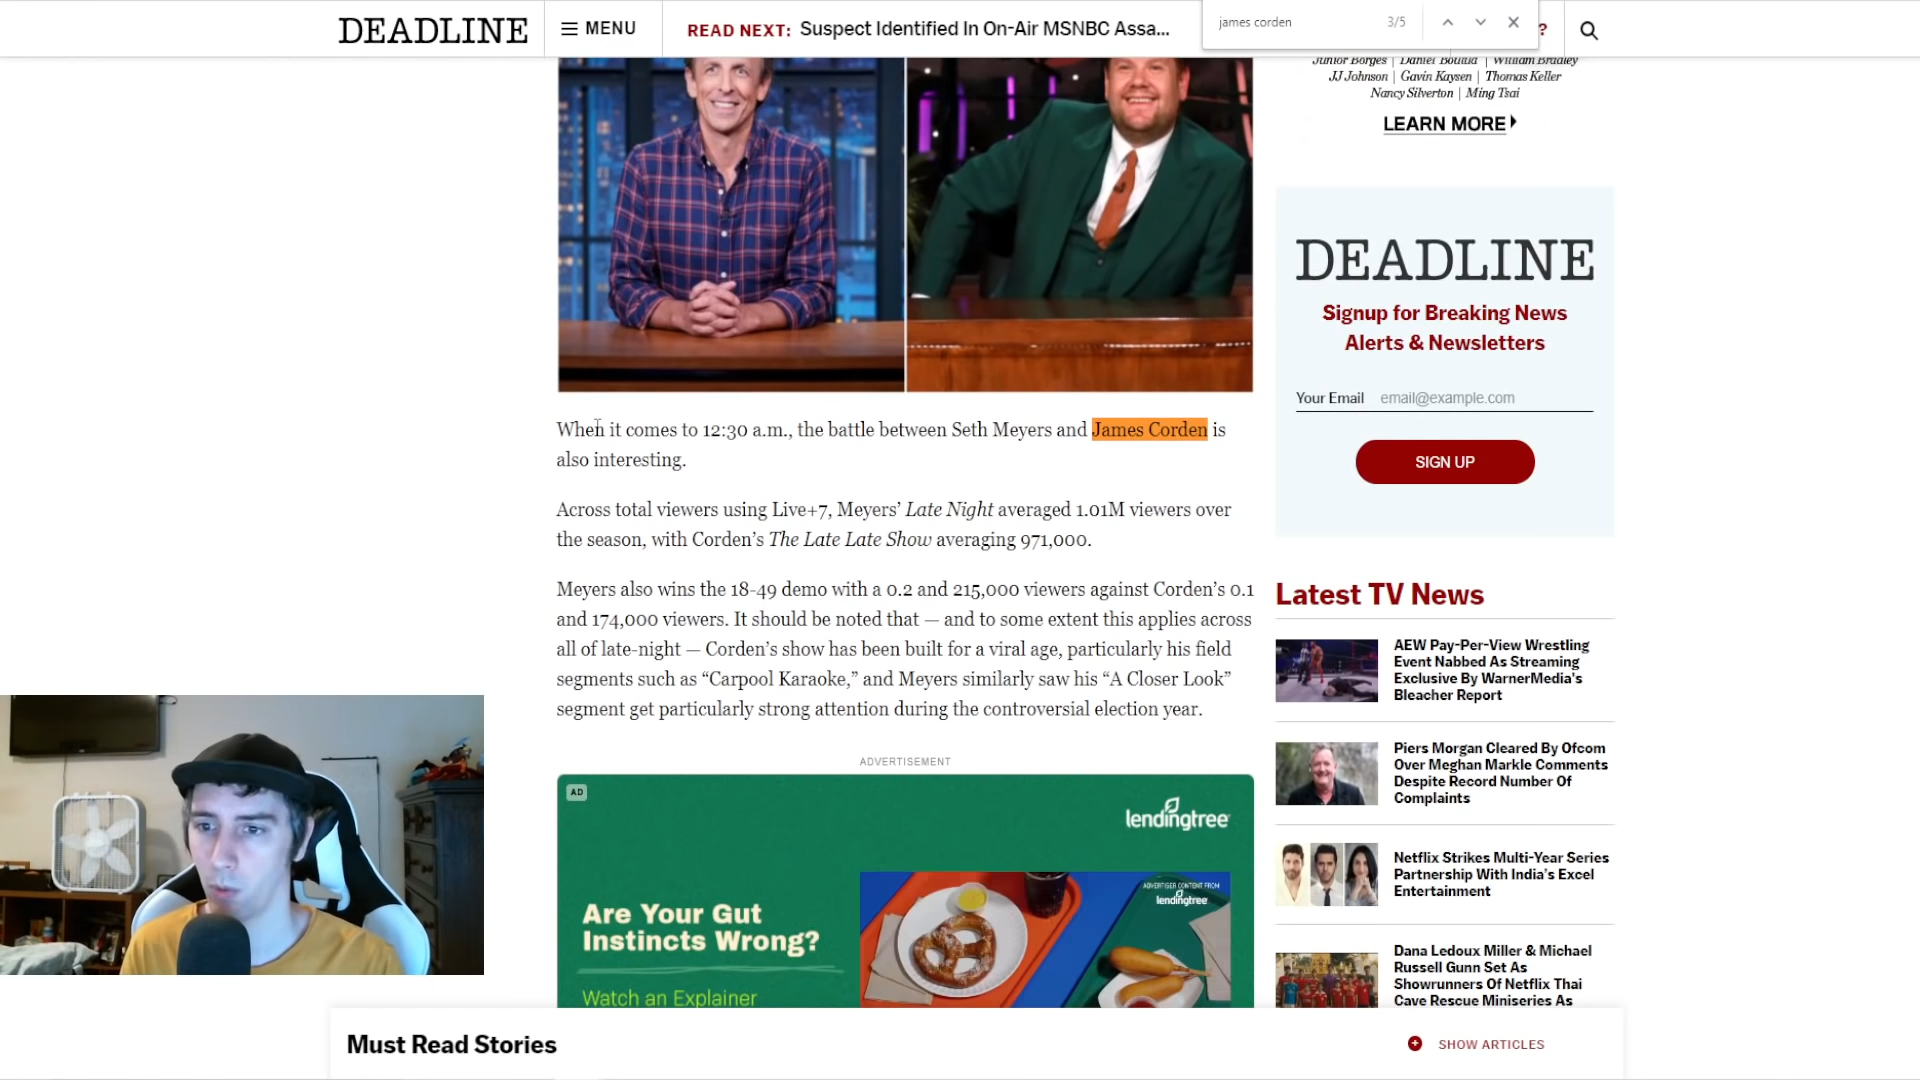 DEADLINE
MENU
READ NEXT: Suspect Identified In On-Air MSNBC Assa...
james corden
3/5
?
Junior Borges | Daniel Boulud | William Bradley
JJ Johnson | Gavin Kaysen | Thomas Keller
Nancy Silverton | Ming Tsai
LEARN MORE
DEADLINE
Signup for Breaking News
Alerts & Newsletters
Your Email email@example.com
SIGN UP
When it comes to 12:30 a.m., the battle between Seth Meyers and James Corden is
also interesting.
Across total viewers using Live+7, Meyers’ Late Night averaged 1.01M viewers over
the season, with Corden’s The Late Late Show averaging 971,000.
Meyers also wins the 18-49 demo with a 0.2 and 215,000 viewers against Corden’s 0.1
and 174,000 viewers. It should be noted that — and to some extent this applies across
all of late-night — Corden’s show has been built for a viral age, particularly his field
segments such as “Carpool Karaoke,” and Meyers similarly saw his “A Closer Look”
segment get particularly strong attention during the controversial election year.
ADVERTISEMENT
AD
lendingtree
Are Your Gut
Instincts Wrong?
Watch an Explainer
ADVERTISER CONTENT FROM
lendingtree
Latest TV News
AEW Pay-Per-View Wrestling
Event Nabbed As Streaming
Exclusive By WarnerMedia's
Bleacher Report
Piers Morgan Cleared By Ofcom
Over Meghan Markle Comments
Despite Record Number Of
Complaints
Netflix Strikes Multi-Year Series
Partnership With India's Excel
Entertainment
Dana Ledoux Miller & Michael
Russell Gunn Set As
Showrunners Of Netflix Thai
Cave Rescue Miniseries As
Must Read Stories
SHOW ARTICLES